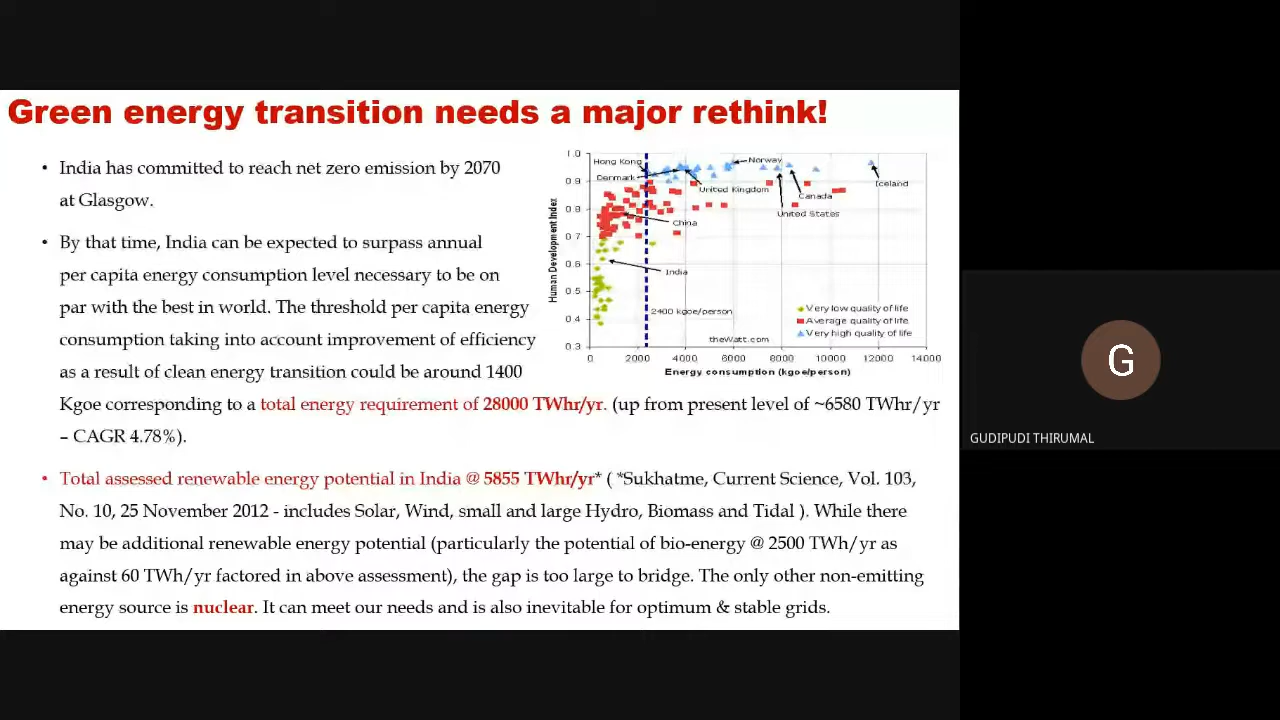 Green energy transition needs a major rethink!
• India has committed to reach net zero emission by 2070
at Glasgow.
• By that time, India can be expected to surpass annual
per capita energy consumption level necessary to be on
par with the best in world. The threshold per capita energy
consumption taking into account improvement of efficiency
as a result of clean energy transition could be around 1400
Kgoe corresponding to a total energy requirement of 28000 TWhr/yr. (up from present level of ~6580 TWhr/yr
– CAGR 4.78%).
• Total assessed renewable energy potential in India @ 5855 TWhr/yr* ( *Sukhatme, Current Science, Vol. 103,
No. 10, 25 November 2012 - includes Solar, Wind, small and large Hydro, Biomass and Tidal ). While there
may be additional renewable energy potential (particularly the potential of bio-energy @ 2500 TWh/yr as
against 60 TWh/yr factored in above assessment), the gap is too large to bridge. The only other non-emitting
energy source is nuclear. It can meet our needs and is also inevitable for optimum & stable grids.
Human Development Index
1.0
0.9
0.8
0.7
0.6
0.5
0.4
0.3
Hong Kong
Norway
Denmark
United Kingdom
Iceland
Canada
United States
China
India
2400 kgoe/person
Very low quality of life
Average quality of life
Very high quality of life
theWatt.com
0 2000 4000 6000 8000 10000 12000 14000
Energy consumption (kgoe/person)
G
GUDIPUDI THIRUMAL